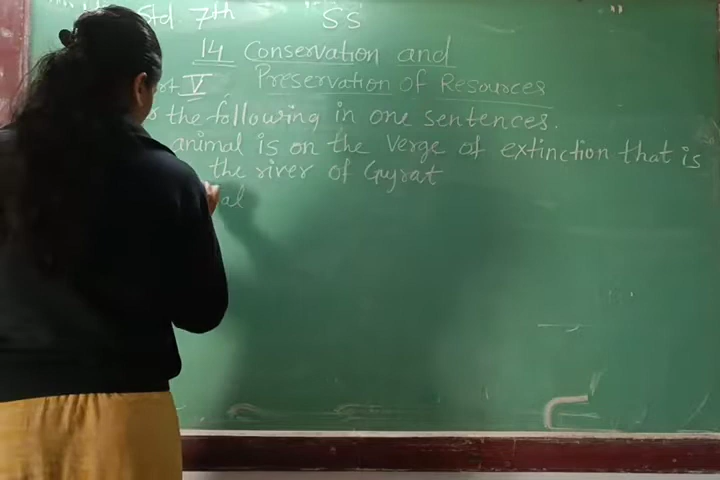 Std. 7th "Ss"
14 Conservation and
V Preservation of Resources
the following in one sentences.
animal is on the verge of extinction that is
the river of Gujrat
al